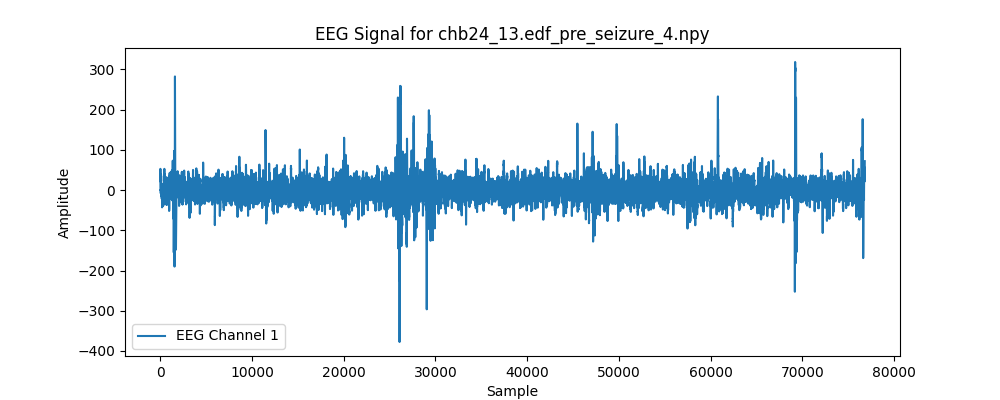 EEG Signal for chb24_13.edf_pre_seizure_4.npy
300
200
100
0
−100
−200
−300
−400
Amplitude
EEG Channel 1
0 10000 20000 30000 40000 50000 60000 70000 80000
Sample